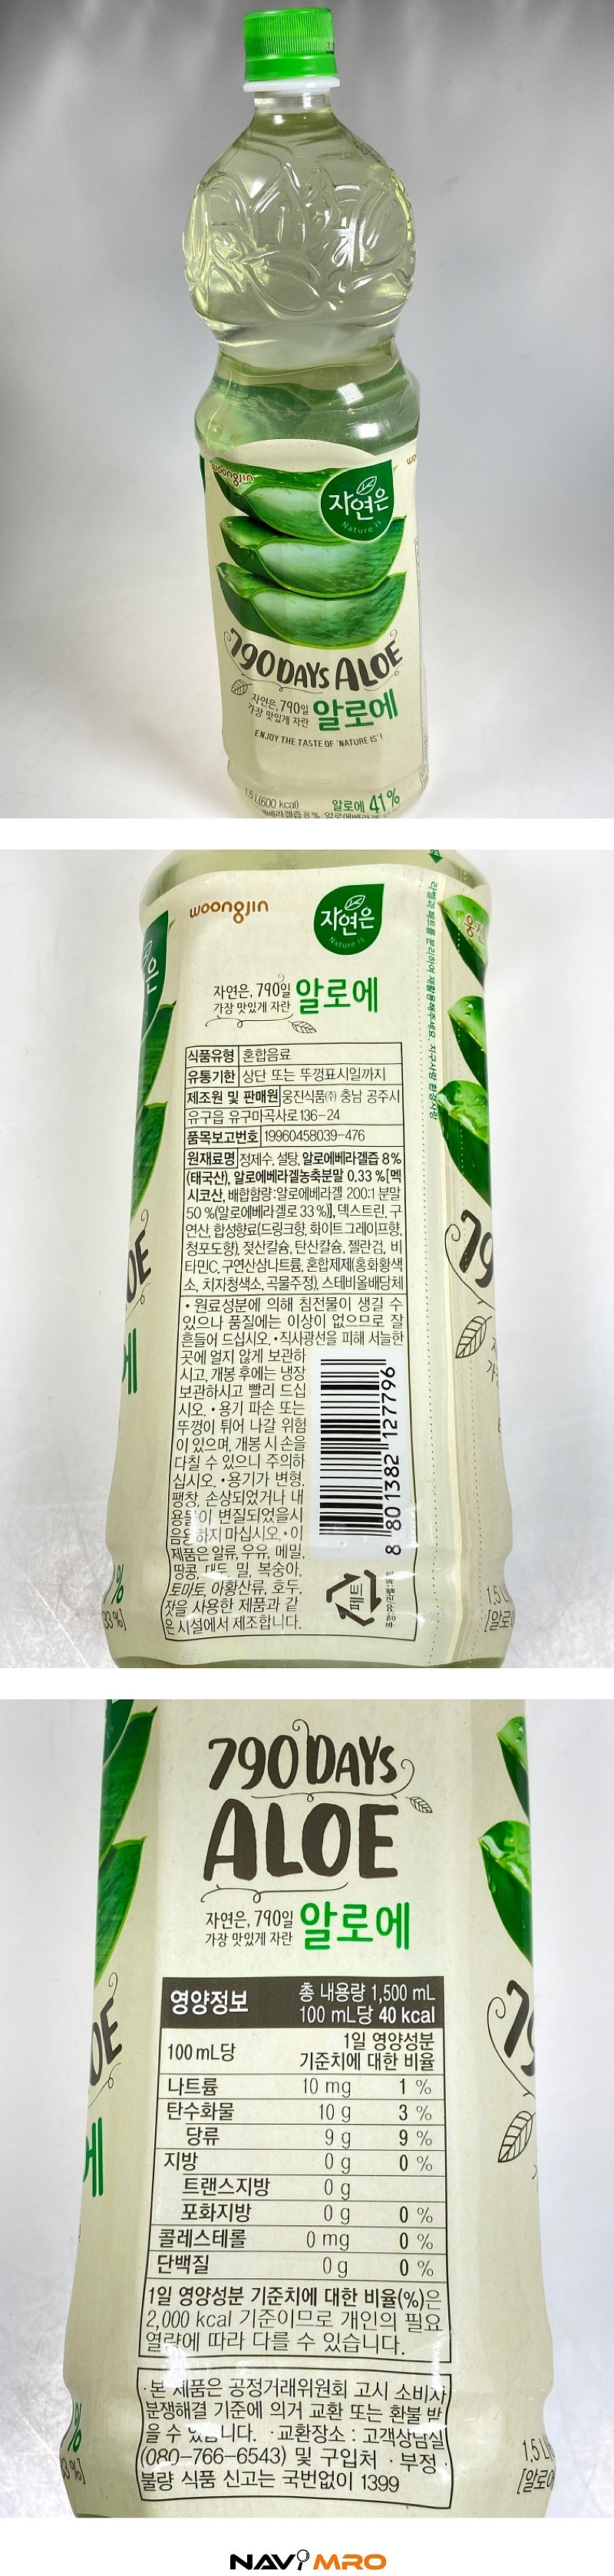 woongjin
자연은
Nature is
790 DAYS ALOE
자연은, 790일
가장 맛있게 자란 알로에
ENJOY THE TASTE OF 'NATURE IS'!
1.5 L(600 kcal) 알로에 41%
woongjin
자연은
Nature is
자연은, 790일
가장 맛있게 자란 알로에
라벨과 페트를 분리하여 재활용해주세요. 지구사랑 환경사랑
식품유형 혼합음료
유통기한 상단 또는 뚜껑표시일까지
제조원 및 판매원 웅진식품㈜ 충남 공주시
유구읍 유구마곡사로 136-24
품목보고번호 19960458039-476
원재료명 정제수, 설탕, 알로에베라겔즙 8%
(태국산), 알로에베라겔농축분말 0.33 %[멕
시코산, 배합함량:알로에베라겔 200:1 분말
50 %(알로에베라겔로 33 %)], 덱스트린, 구
연산, 합성향료(드링크향, 화이트그레이프향,
청포도향), 젖산칼슘, 탄산칼슘, 젤란검, 비
타민C, 구연산삼나트륨, 혼합제제(홍화황색
소, 치자청색소, 곡물주정), 스테비올배당체
• 원료성분에 의해 침전물이 생길 수
있으나 품질에는 이상이 없으므로 잘
흔들어 드십시오. •직사광선을 피해 서늘한
곳에 얼지 않게 보관하
시고, 개봉 후에는 냉장
보관하시고 빨리 드십
시오. •용기 파손 또는
뚜껑이 튀어 나갈 위험
이 있으며, 개봉 시 손을
다칠 수 있으니 주의하
십시오. •용기가 변형,
팽창, 손상되었거나 내
용물이 변질되었을시
음용하지 마십시오. •이
제품은 알류, 우유, 메밀,
땅콩, 대두, 밀, 복숭아,
토마토, 아황산류, 호두,
잣을 사용한 제품과 같
은 시설에서 제조합니다.
8 801382 127796
페트
790 DAYS
ALOE
자연은, 790일
가장 맛있게 자란 알로에
영양정보 총 내용량 1,500 mL
100 mL당 40 kcal
100 mL당 1일 영양성분
기준치에 대한 비율
나트륨 10 mg 1 %
탄수화물 10 g 3 %
당류 9 g 9 %
지방 0 g 0 %
트랜스지방 0 g
포화지방 0 g 0 %
콜레스테롤 0 mg 0 %
단백질 0 g 0 %
1일 영양성분 기준치에 대한 비율(%)은
2,000 kcal 기준이므로 개인의 필요
열량에 따라 다를 수 있습니다.
·본 제품은 공정거래위원회 고시 소비자
분쟁해결 기준에 의거 교환 또는 환불 받
을 수 있습니다. ·교환장소 : 고객상담실
(080-766-6543) 및 구입처 ·부정·
불량 식품 신고는 국번없이 1399
NAVIMRO